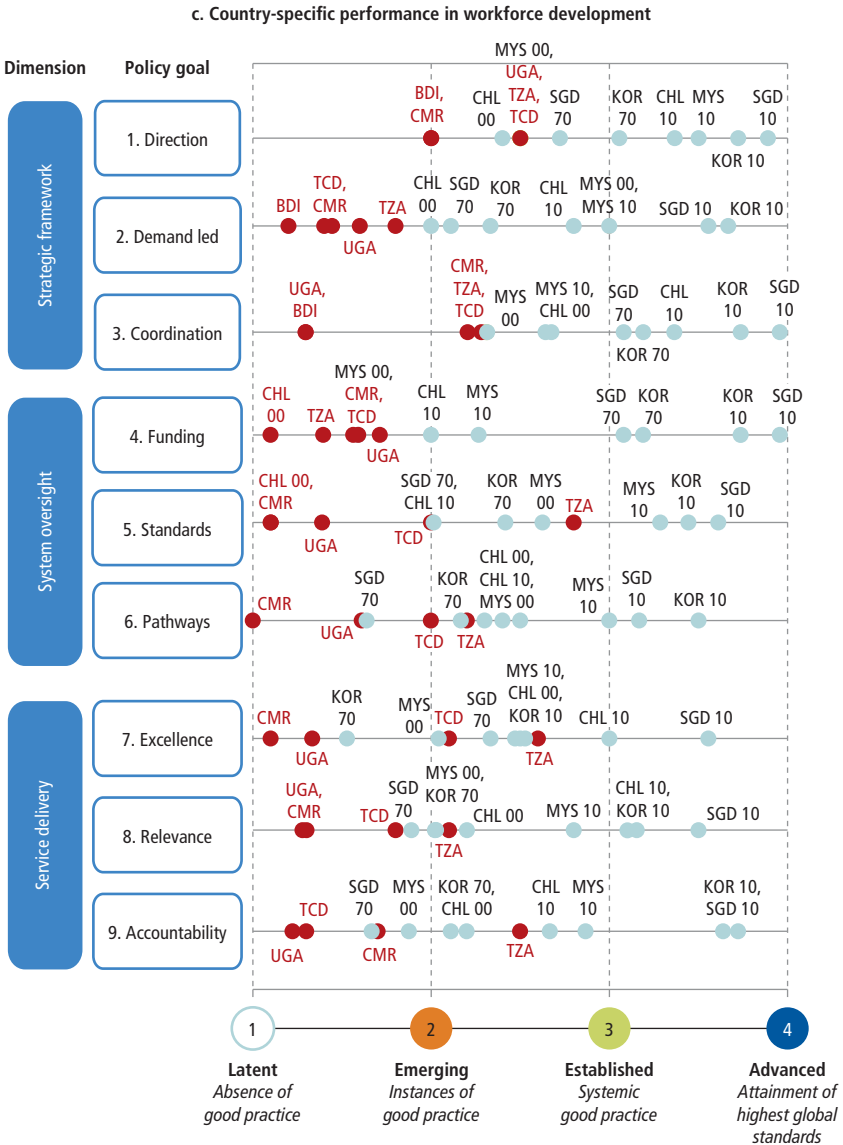 c. Country-specific performance in workforce development
Dimension
Policy goal
Strategic framework
1. Direction
BDI,
CMR
CHL
00
MYS 00,
UGA,
TZA,
TCD
SGD
70
KOR
70
CHL
10
MYS
10
KOR 10
SGD
10
2. Demand led
BDI
TCD,
CMR
UGA
TZA
CHL
00
SGD
70
KOR
70
CHL
10
MYS 00,
MYS 10
SGD 10
KOR 10
3. Coordination
UGA,
BDI
CMR,
TZA,
TCD
MYS
00
MYS 10,
CHL 00
SGD
70
KOR 70
CHL
10
KOR
10
SGD
10
System oversight
4. Funding
CHL
00
TZA
MYS 00,
CMR,
TCD
UGA
CHL
10
MYS
10
SGD
70
KOR
70
KOR
10
SGD
10
5. Standards
CHL 00,
CMR
UGA
TCD
SGD 70,
CHL 10
KOR
70
MYS
00
TZA
MYS
10
KOR
10
SGD
10
6. Pathways
CMR
UGA
SGD
70
TCD
KOR
70
TZA
CHL 00,
CHL 10,
MYS 00
MYS
10
SGD
10
KOR 10
Service delivery
7. Excellence
CMR
UGA
KOR
70
MYS
00
TCD
SGD
70
MYS 10,
CHL 00,
KOR 10
TZA
CHL 10
SGD 10
8. Relevance
UGA,
CMR
TCD
SGD
70
MYS 00,
KOR 70
TZA
CHL 00
MYS 10
CHL 10,
KOR 10
SGD 10
9. Accountability
UGA
TCD
SGD
70
CMR
MYS
00
KOR 70,
CHL 00
TZA
CHL
10
MYS
10
KOR 10,
SGD 10
1
2
3
4
Latent
Absence of
good practice
Emerging
Instances of
good practice
Established
Systemic
good practice
Advanced
Attainment of
highest global
standards